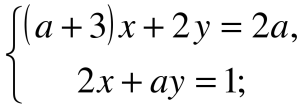 (a + 3)x + 2y = 2a,
2x + ay = 1;